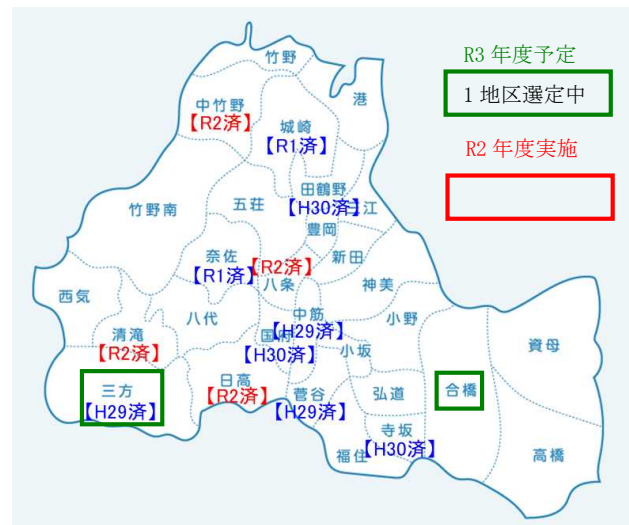 竹野
R3 年度予定
1 地区選定中
港
中竹野
【R2済】
城崎
【R1済】
R2 年度実施
田鶴野
【H30済】
三江
五荘
竹野南
豊岡
奈佐
【R1済】
【R2済】
八条
新田
神美
西気
中筋
【H29済】
八代
小野
清滝
【R2済】
国府
【H30済】
小坂
資母
三方
【H29済】
日高
【R2済】
菅谷
【H29済】
弘道
合橋
寺坂
【H30済】
福住
高橋